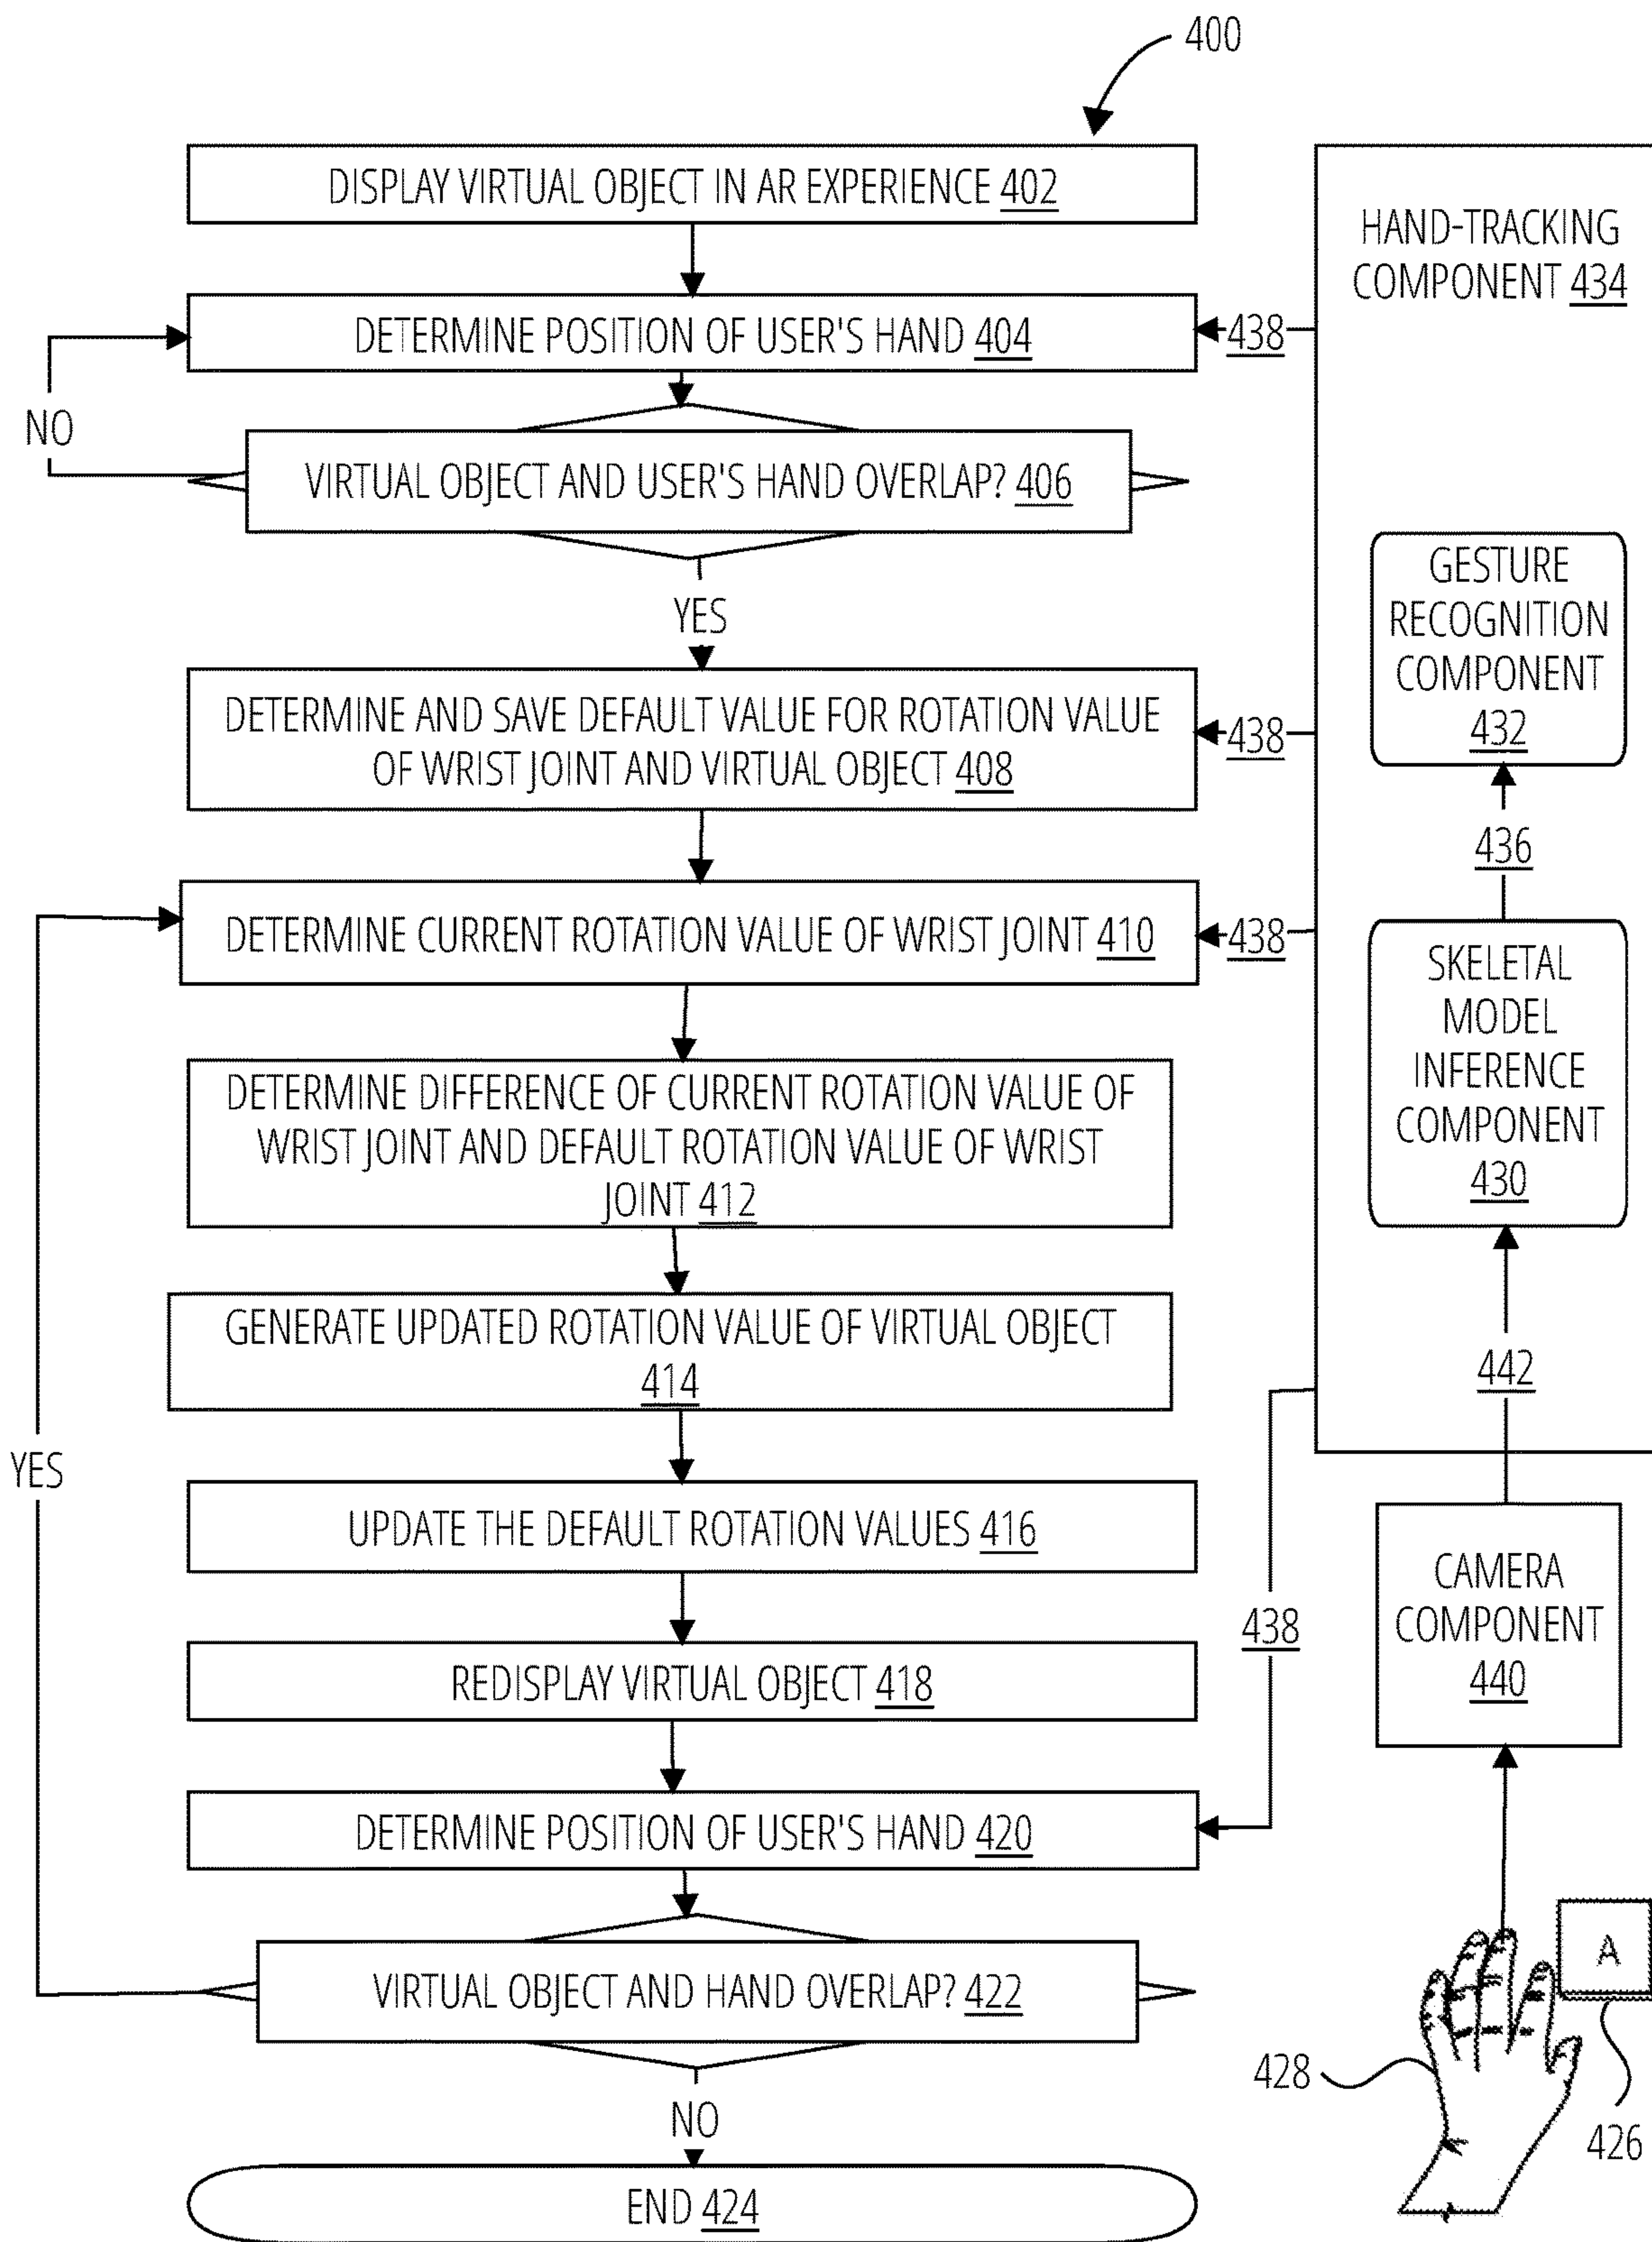 400
DISPLAY VIRTUAL OBJECT IN AR EXPERIENCE 402
DETERMINE POSITION OF USER'S HAND 404
438
NO
VIRTUAL OBJECT AND USER'S HAND OVERLAP? 406
YES
DETERMINE AND SAVE DEFAULT VALUE FOR ROTATION VALUE
OF WRIST JOINT AND VIRTUAL OBJECT 408
438
DETERMINE CURRENT ROTATION VALUE OF WRIST JOINT 410
438
DETERMINE DIFFERENCE OF CURRENT ROTATION VALUE OF
WRIST JOINT AND DEFAULT ROTATION VALUE OF WRIST
JOINT 412
GENERATE UPDATED ROTATION VALUE OF VIRTUAL OBJECT
414
YES
UPDATE THE DEFAULT ROTATION VALUES 416
438
REDISPLAY VIRTUAL OBJECT 418
DETERMINE POSITION OF USER'S HAND 420
VIRTUAL OBJECT AND HAND OVERLAP? 422
NO
END 424
HAND-TRACKING
COMPONENT 434
GESTURE
RECOGNITION
COMPONENT
432
436
SKELETAL
MODEL
INFERENCE
COMPONENT
430
442
CAMERA
COMPONENT
440
A
428
426